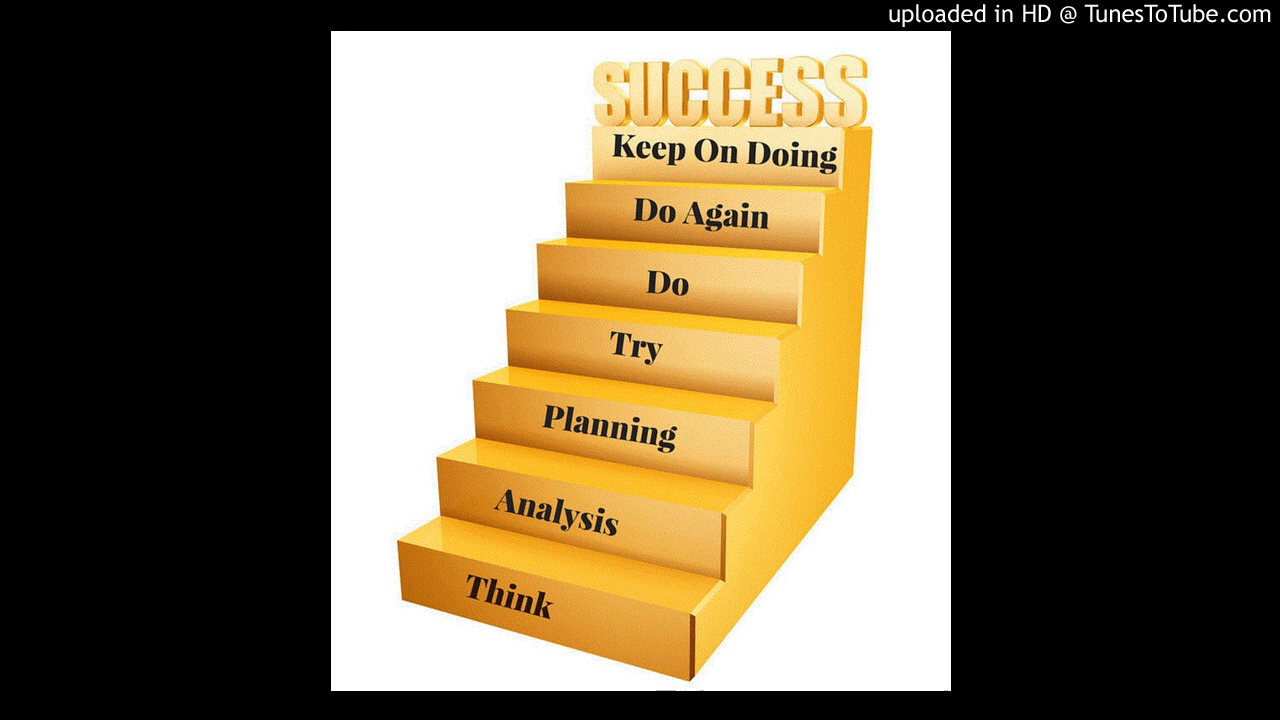 uploaded in HD @ TunesToTube.com
SUCCESS
Keep On Doing
Do Again
Do
Try
Planning
Analysis
Think